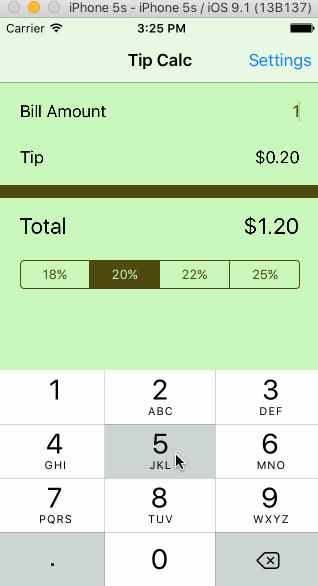 iPhone 5s - iPhone 5s / iOS 9.1 (13B137)
Carrier 3:25 PM
Tip Calc Settings
Bill Amount 1
Tip $0.20
Total $1.20
18% 20% 22% 25%
1 2 3
ABC DEF
4 5 6
GHI JKL MNO
7 8 9
PQRS TUV WXYZ
. 0